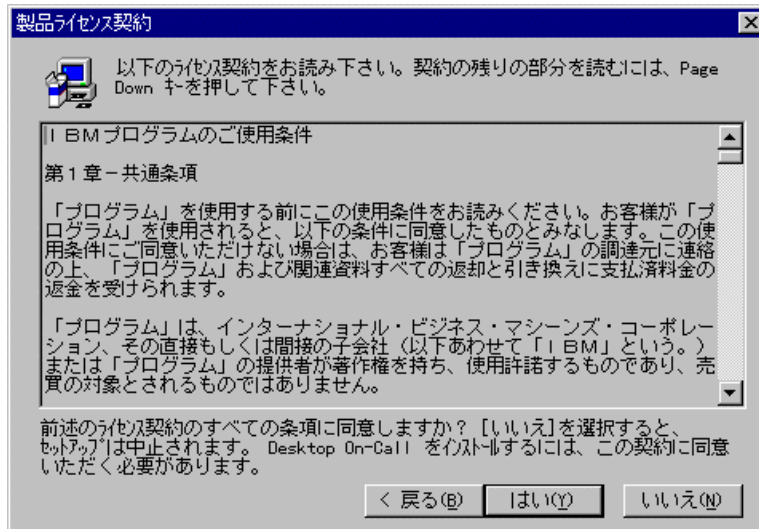 製品ライセンス契約
以下のライセンス契約をお読み下さい。契約の残りの部分を読むには、Page
Down キーを押して下さい。
IBMプログラムのご使用条件
第1章-共通条項
「プログラム」を使用する前にこの使用条件をお読みください。お客様が「プ
ログラム」を使用されると、以下の条件に同意したものとみなします。この使
用条件にご同意いただけない場合は、お客様は「プログラム」の調達元に連絡
の上、「プログラム」および関連資料すべての返却と引き換えに支払済料金の
返金を受けられます。
「プログラム」は、インターナショナル・ビジネス・マシーンズ・コーポレー
ション、その直接もしくは間接の子会社(以下あわせて「IBM」という。)
または「プログラム」の提供者が著作権を持ち、使用許諾するものであり、売
買の対象とされるものではありません。
前述のライセンス契約のすべての条項に同意しますか?[いいえ]を選択すると、
セットアップは中止されます。 Desktop On-Call をインストールするには、この契約に同意
いただく必要があります。
< 戻る(B) はい(Y) いいえ(N)